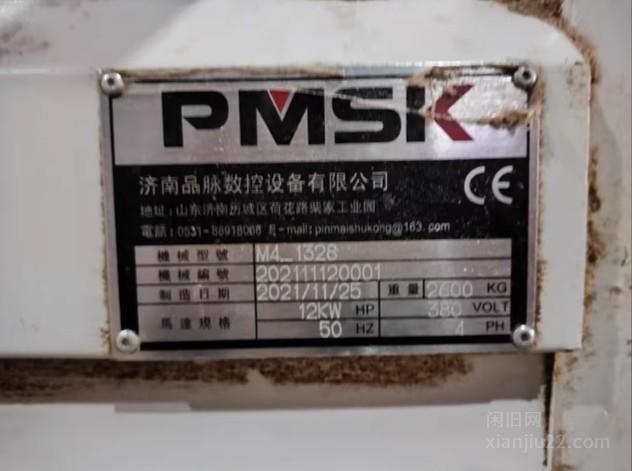 PMSK
济南品脉数控设备有限公司
CE
地址:山东济南历城区荷花路柴家工业园
電話:0531-88918066 E-mail:pinmaishukong@163.com
機械型號 M4_1328
機械編號 202111120001
制造日期 2021/11/25 重量 2600 KG
馬達規格 12KW HP 380 VOLT
50 HZ 4 PH
闲旧网
xianjiu22.com